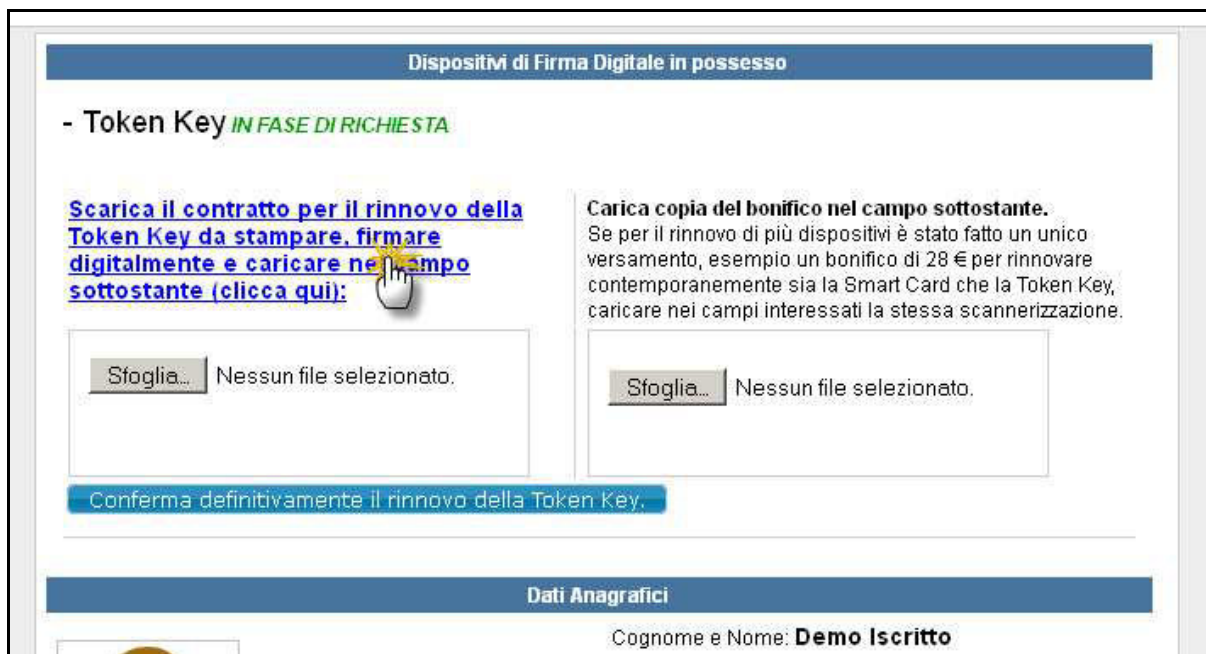 Dispositivi di Firma Digitale in possesso
- Token Key IN FASE DI RICHIESTA
Scarica il contratto per il rinnovo della
Token Key da stampare, firmare
digitalmente e caricare nel campo
sottostante (clicca qui):
Sfoglia... Nessun file selezionato.
Carica copia del bonifico nel campo sottostante.
Se per il rinnovo di più dispositivi è stato fatto un unico
versamento, esempio un bonifico di 28 € per rinnovare
contemporanemente sia la Smart Card che la Token Key,
caricare nei campi interessati la stessa scannerizzazione.
Sfoglia... Nessun file selezionato.
Conferma definitivamente il rinnovo della Token Key.
Dati Anagrafici
Cognome e Nome: Demo Iscritto